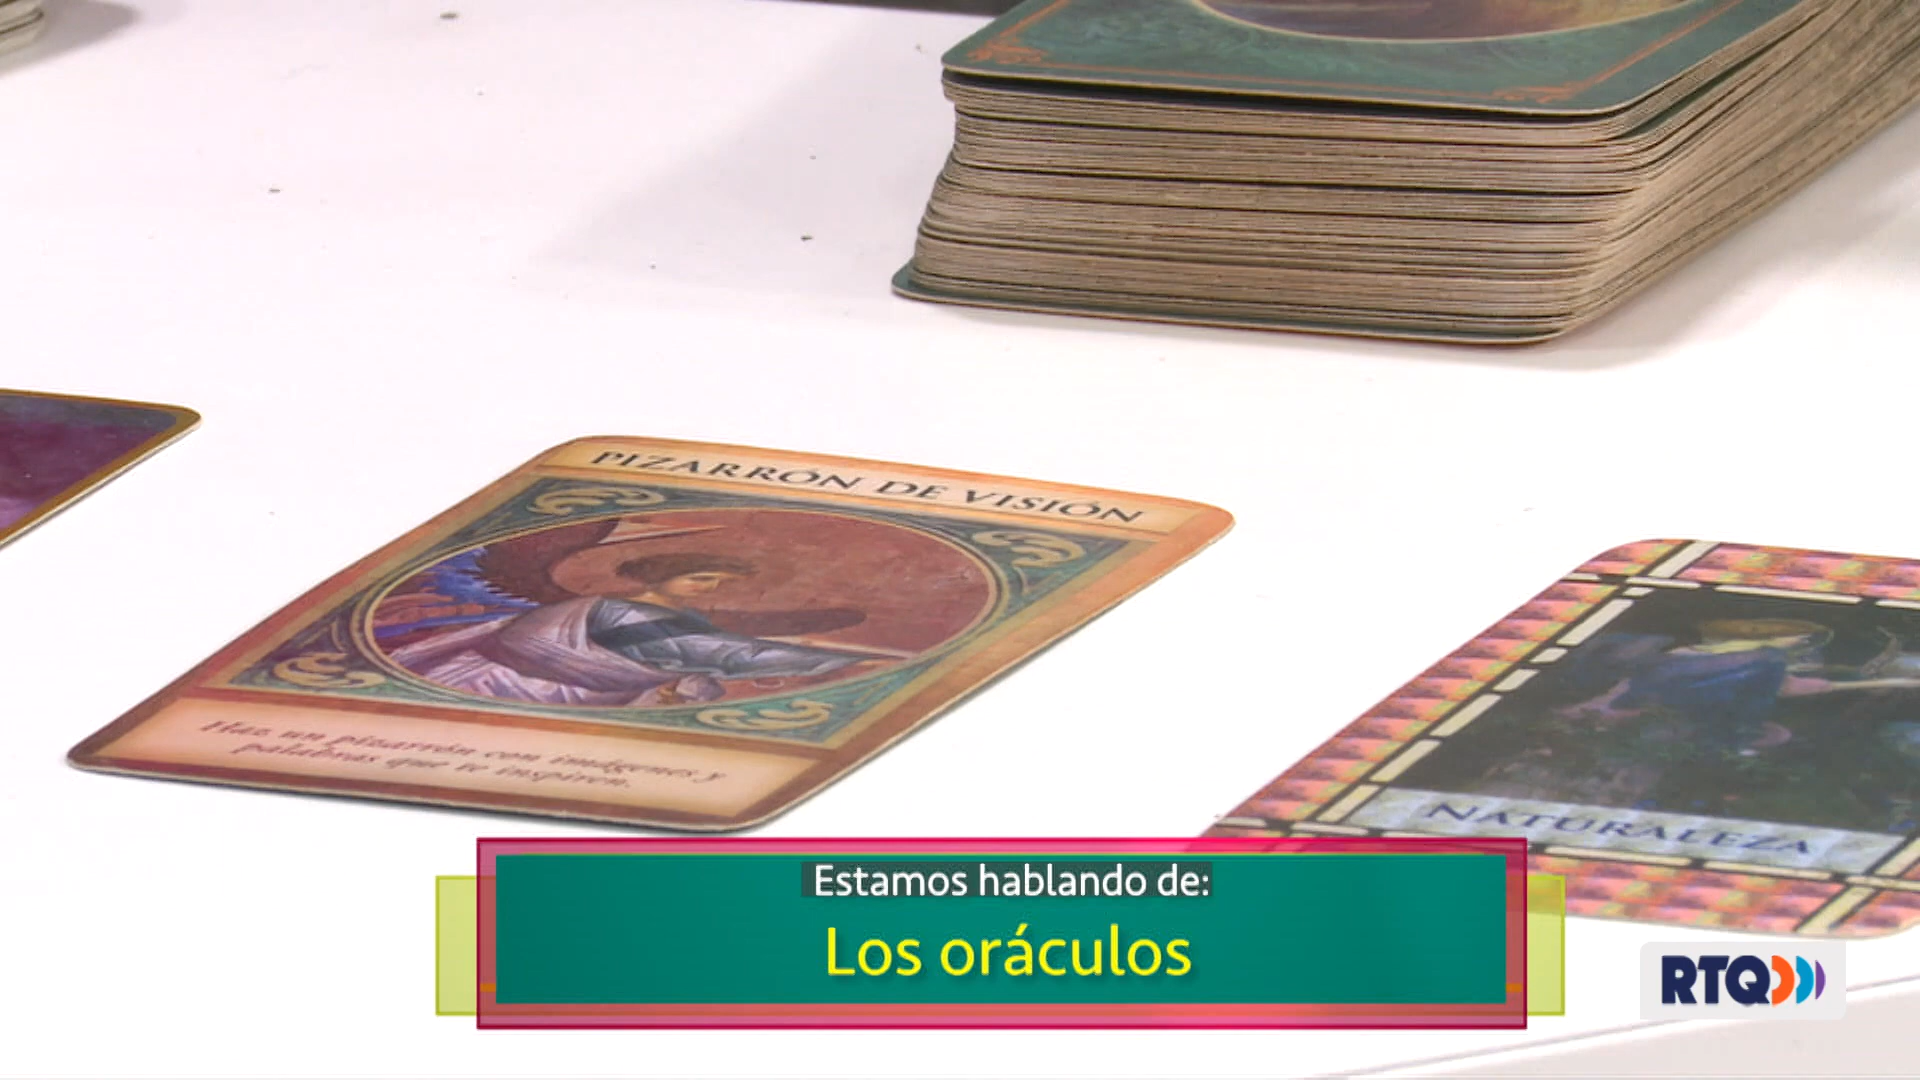 PIZARRÓN DE VISIÓN
Haz un pizarrón con imágenes y
palabras que te inspiren.
NATURALEZA
Estamos hablando de:
Los oráculos
RTQ